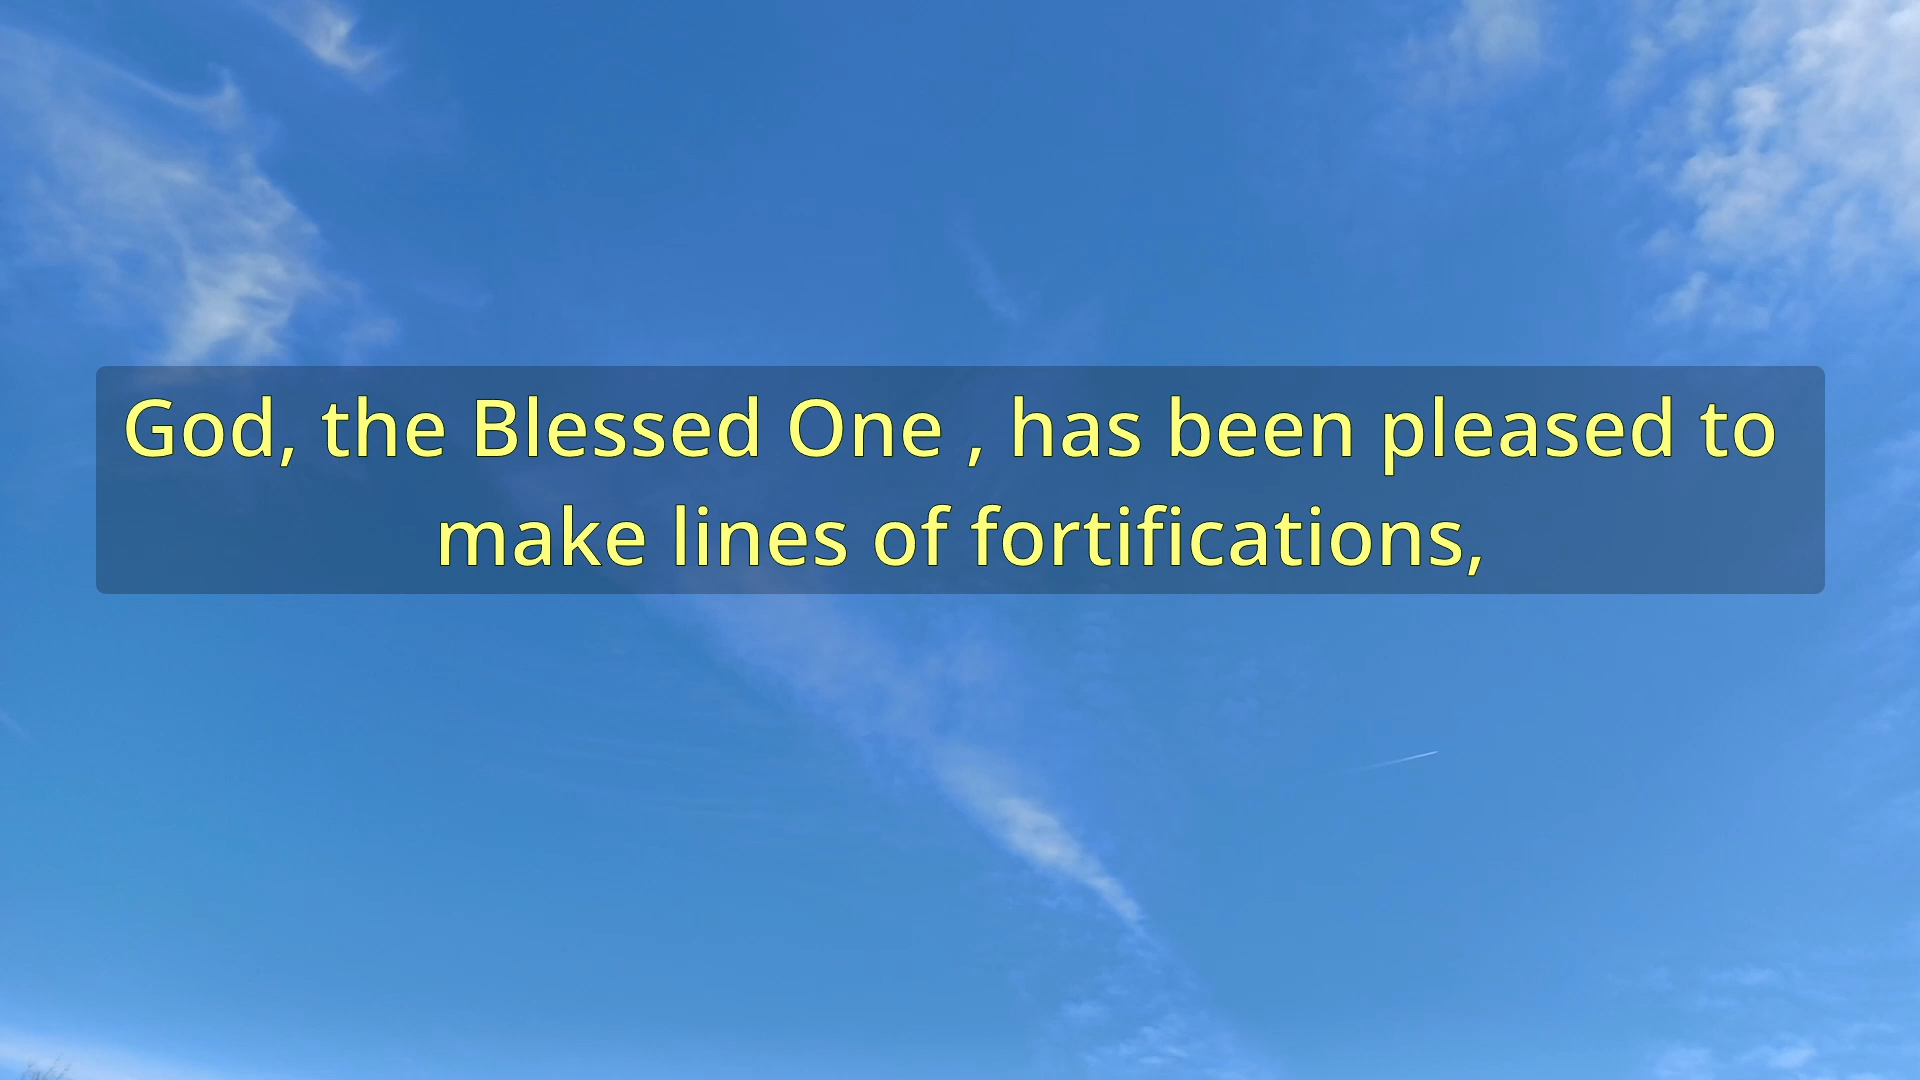 God, the Blessed One , has been pleased to
make lines of fortifications,